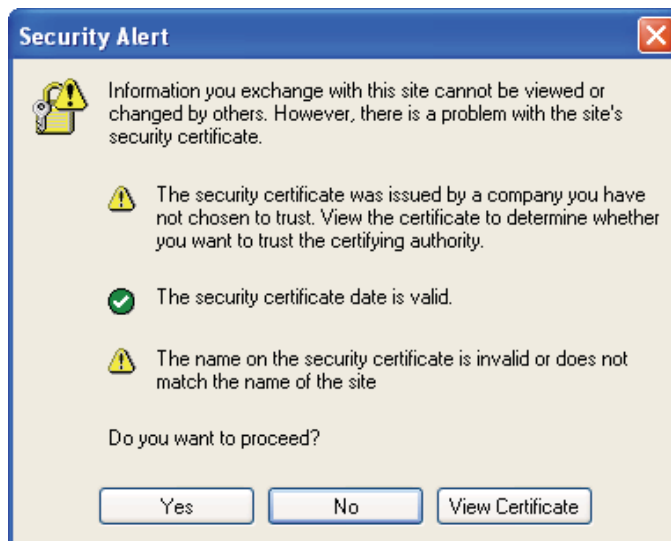 Security Alert
Information you exchange with this site cannot be viewed or
changed by others. However, there is a problem with the site's
security certificate.
The security certificate was issued by a company you have
not chosen to trust. View the certificate to determine whether
you want to trust the certifying authority.
The security certificate date is valid.
The name on the security certificate is invalid or does not
match the name of the site
Do you want to proceed?
Yes
No
View Certificate